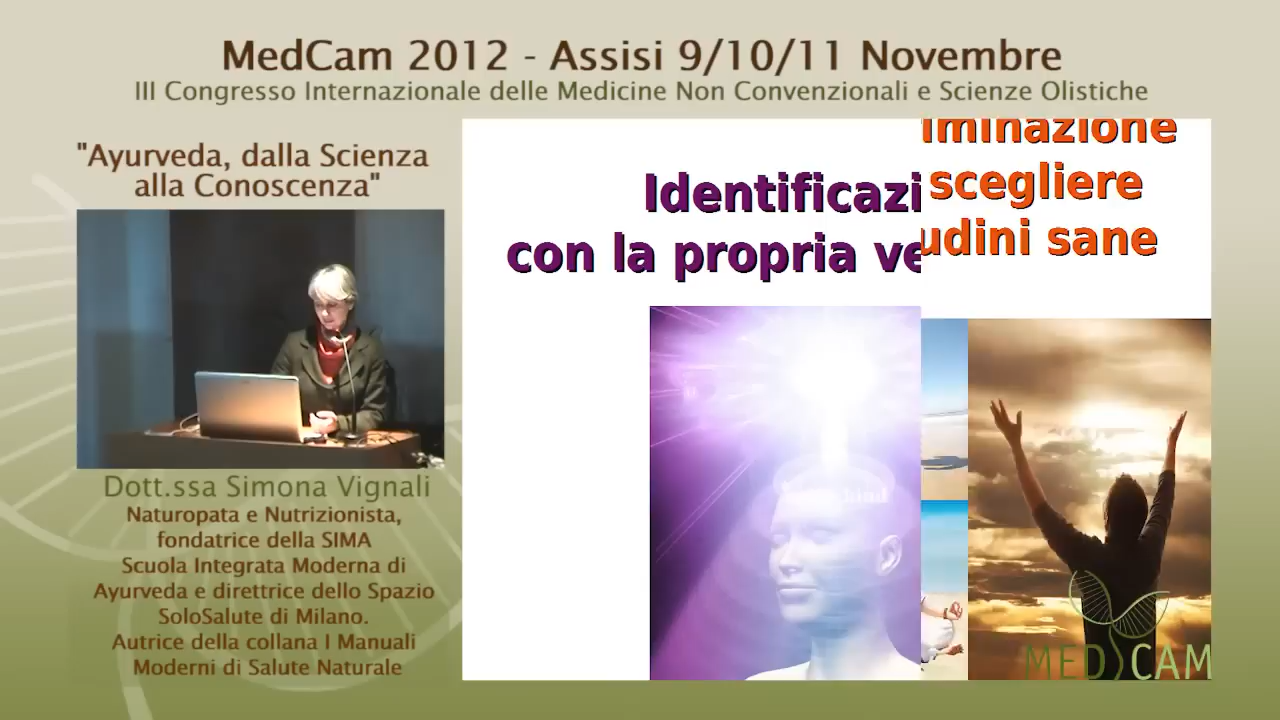 MedCam 2012 - Assisi 9/10/11 Novembre
III Congresso Internazionale delle Medicine Non Convenzionali e Scienze Olistiche
"Ayurveda, dalla Scienza
alla Conoscenza"
Dott.ssa Simona Vignali
Naturopata e Nutrizionista,
fondatrice della SIMA
Scuola Integrata Moderna di
Ayurveda e direttrice dello Spazio
SoloSalute di Milano.
Autrice della collana I Manuali
Moderni di Salute Naturale
Identificazi
con la propria ve
iminazione
scegliere
udini sane
MEDCAM